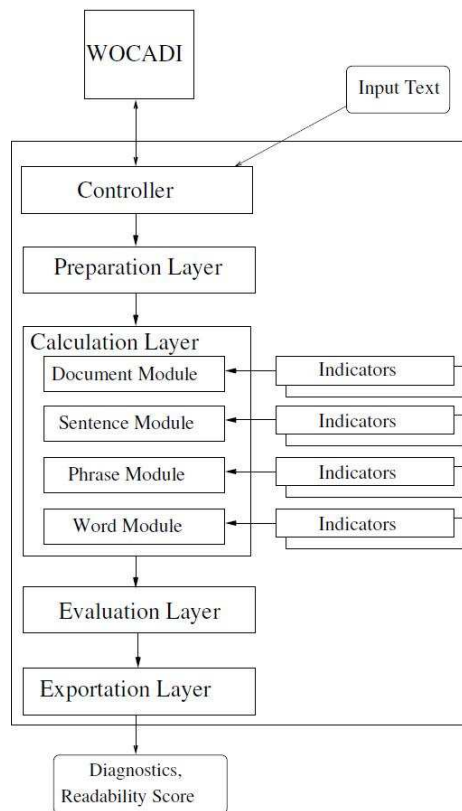 WOCADI
Input Text
Controller
Preparation Layer
Calculation Layer
Document Module
Indicators
Sentence Module
Indicators
Phrase Module
Indicators
Word Module
Indicators
Evaluation Layer
Exportation Layer
Diagnostics,
Readability Score